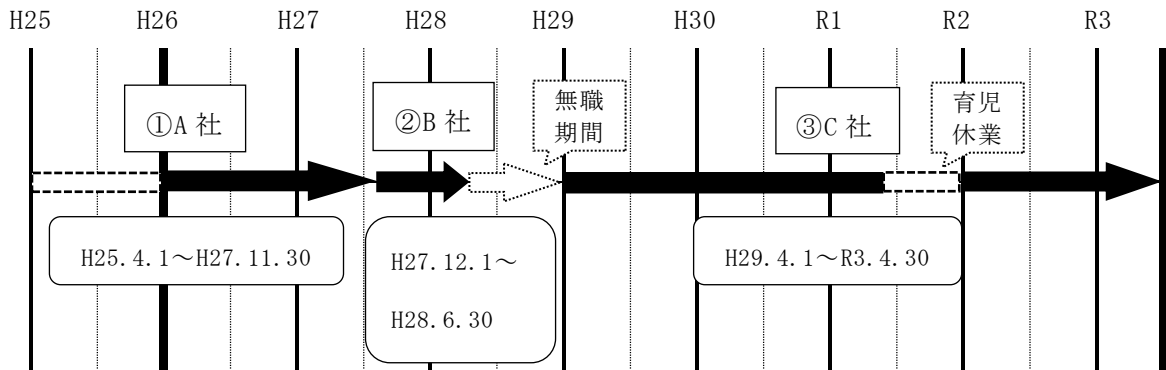 H25 H26 H27 H28 H29 H30 R1 R2 R3
①A 社
②B 社
無職
期間
③C 社
育児
休業
H25.4.1～H27.11.30
H27.12.1～
H28.6.30
H29.4.1～R3.4.30